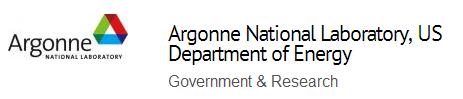 Argonne
NATIONAL LABORATORY
Argonne National Laboratory, US
Department of Energy
Government & Research